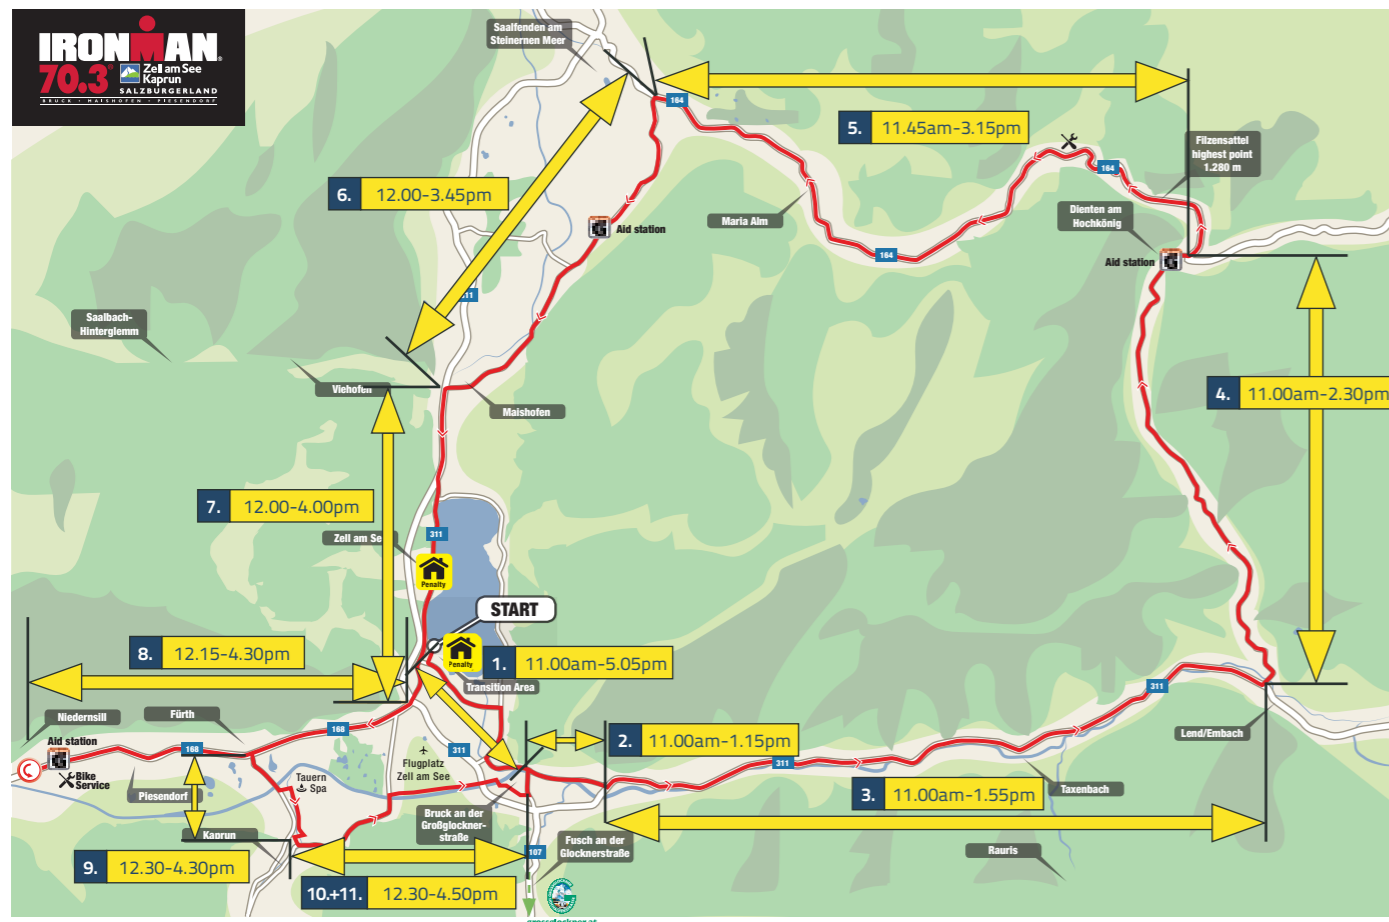 IRONMAN
70.3
Zell am See
Kaprun
SALZBURGERLAND
BRUCK · MAISHOFEN · PIESENDORF
Saalfenden am
Steinernen Meer
164
5. 11.45am-3.15pm
Filzensattel
highest point
1.280 m
164
6. 12.00-3.45pm
Maria Alm
Dienten am
Hochkönig
Aid station
164
Aid station
311
Saalbach-
Hinterglemm
Viehofen
4. 11.00am-2.30pm
Maishofen
7. 12.00-4.00pm
311
Zell am See
Penalty
START
8. 12.15-4.30pm
Penalty
1. 11.00am-5.05pm
Transition Area
311
Niedernsill
Fürth
168
Lend/Embach
Aid station
168
311
2. 11.00am-1.15pm
311
Flugplatz
Zell am See
C
Bike
Service
Tauern
Spa
Piesendorf
3. 11.00am-1.55pm
Taxenbach
Bruck an der
Großglockner-
straße
Kaprun
Fusch an der
Glocknerstraße
107
Rauris
9. 12.30-4.30pm
10.+11. 12.30-4.50pm
grossglockner.at